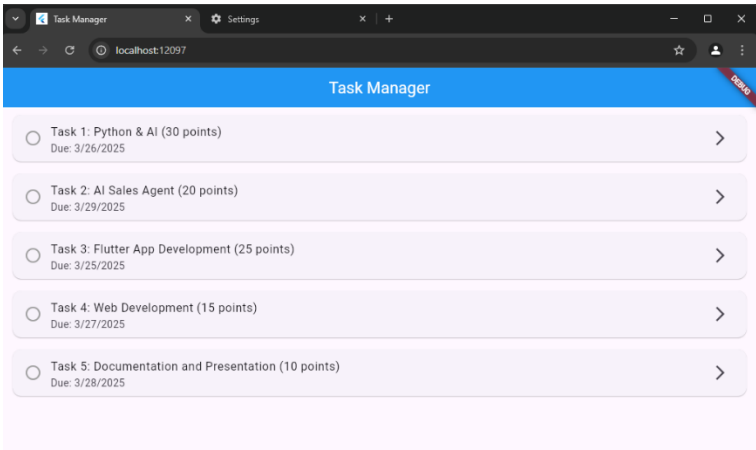 Task Manager
Settings
localhost:12097
Task Manager
DEBUG
Task 1: Python & AI (30 points)
Due: 3/26/2025
Task 2: AI Sales Agent (20 points)
Due: 3/29/2025
Task 3: Flutter App Development (25 points)
Due: 3/25/2025
Task 4: Web Development (15 points)
Due: 3/27/2025
Task 5: Documentation and Presentation (10 points)
Due: 3/28/2025